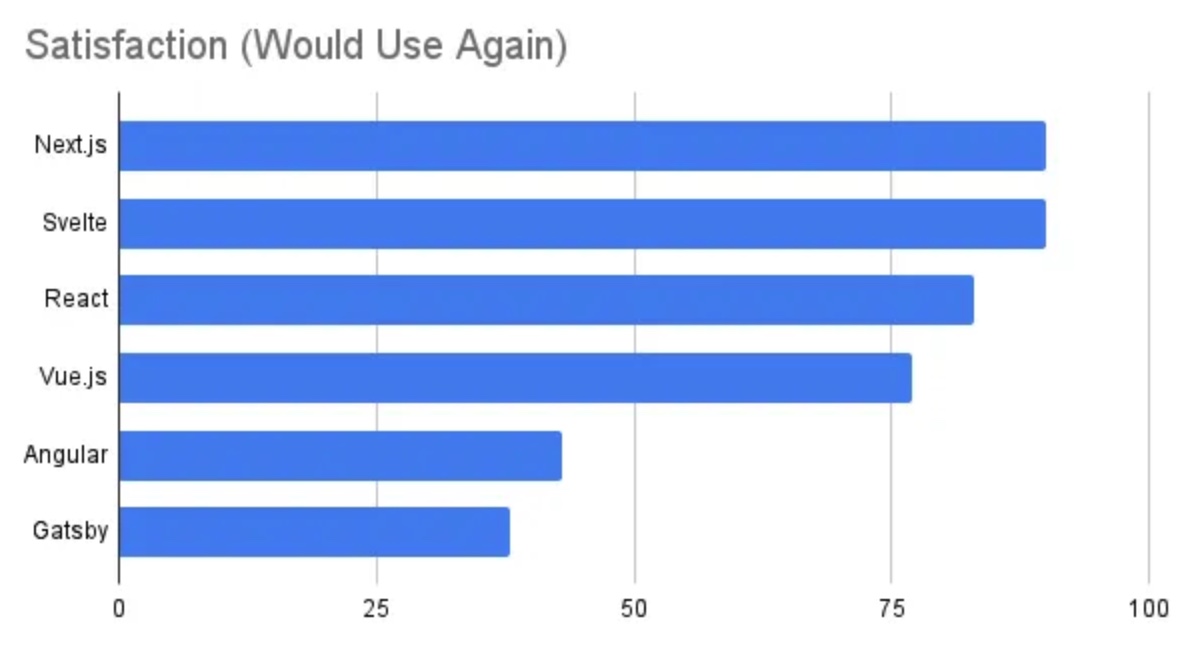 Satisfaction (Would Use Again)
Next.js
Svelte
React
Vue.js
Angular
Gatsby
0 25 50 75 100